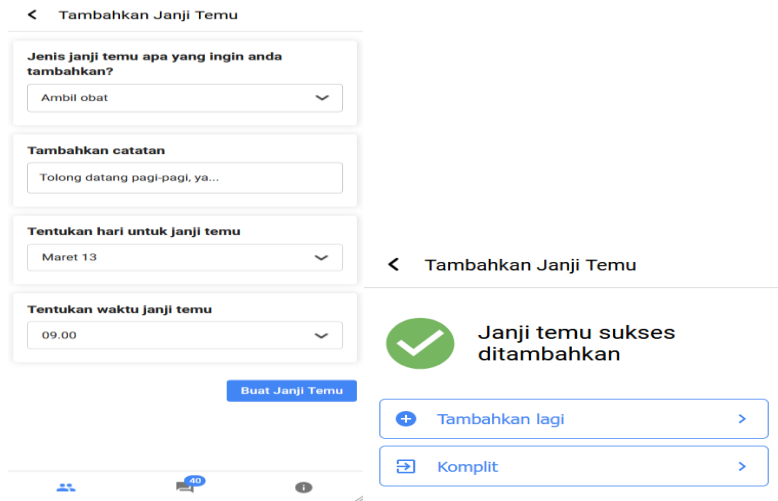 Tambahkan Janji Temu
Jenis janji temu apa yang ingin anda
tambahkan?
Ambil obat
Tambahkan catatan
Tolong datang pagi-pagi, ya...
Tentukan hari untuk janji temu
Maret 13
Tentukan waktu janji temu
09.00
Buat Janji Temu
40
Tambahkan Janji Temu
Janji temu sukses
ditambahkan
Tambahkan lagi
Komplit